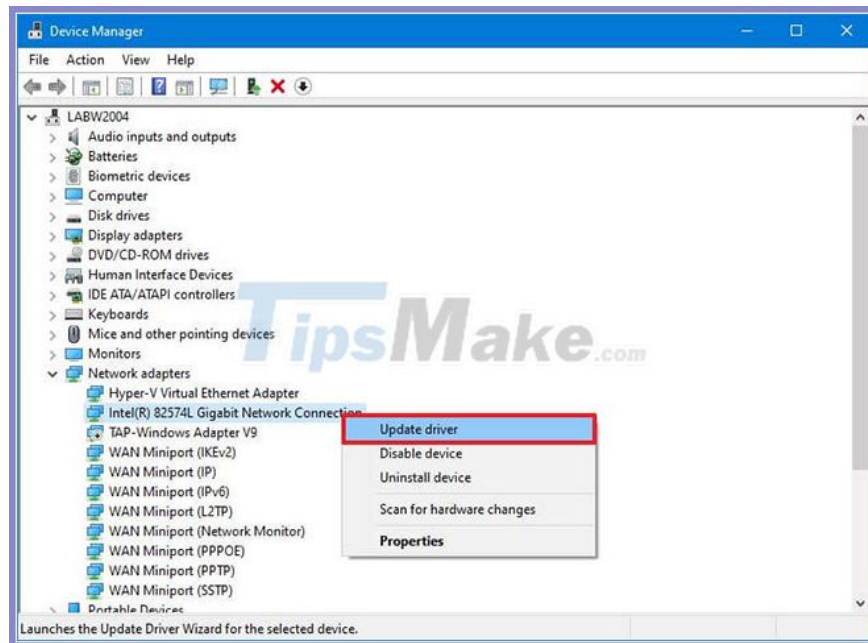 Device Manager
File Action View Help
LABW2004
Audio inputs and outputs
Batteries
Biometric devices
Computer
Disk drives
Display adapters
DVD/CD-ROM drives
Human Interface Devices
IDE ATA/ATAPI controllers
Keyboards
Mice and other pointing devices
Monitors
Network adapters
Hyper-V Virtual Ethernet Adapter
Intel(R) 82574L Gigabit Network Connection
TAP-Windows Adapter V9
WAN Miniport (IKEv2)
WAN Miniport (IP)
WAN Miniport (IPv6)
WAN Miniport (L2TP)
WAN Miniport (Network Monitor)
WAN Miniport (PPPOE)
WAN Miniport (PPTP)
WAN Miniport (SSTP)
Portable Devices
Update driver
Disable device
Uninstall device
Scan for hardware changes
Properties
TipsMake.com
Launches the Update Driver Wizard for the selected device.